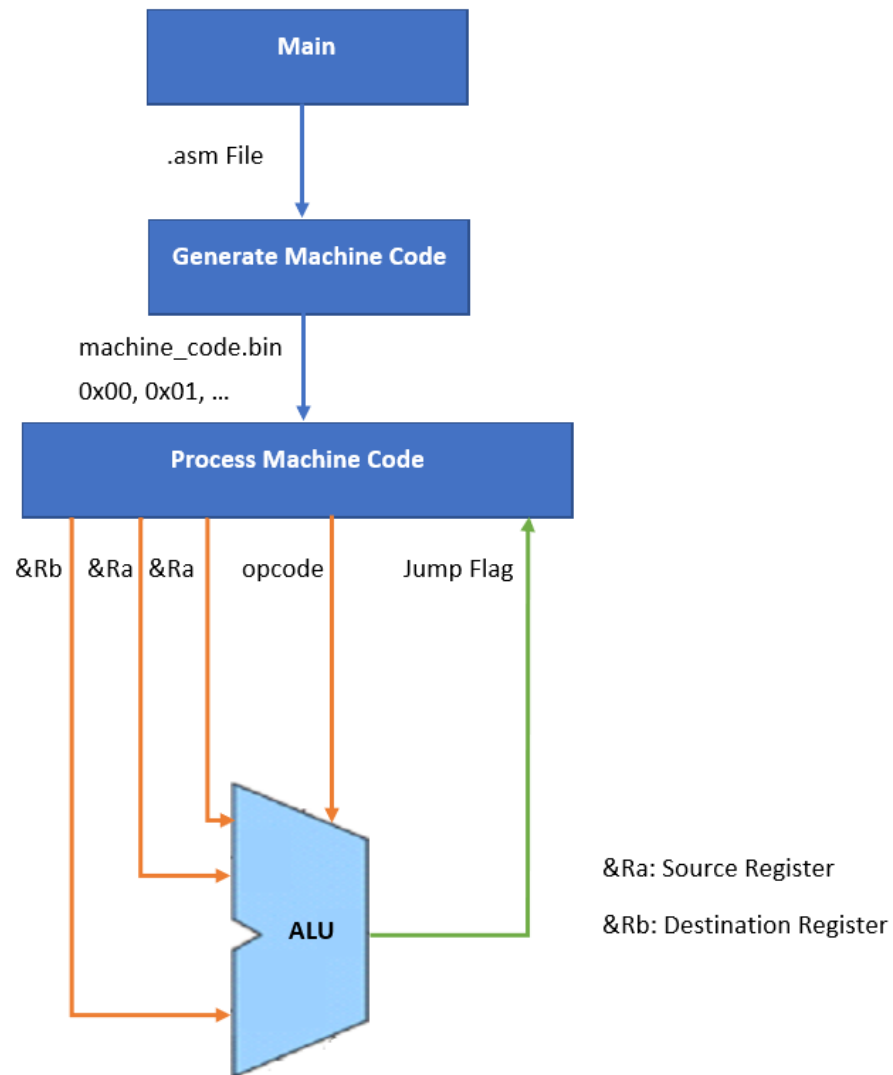 Main
.asm File
Generate Machine Code
machine_code.bin
0x00, 0x01, ...
Process Machine Code
&Rb &Ra &Ra opcode Jump Flag
&Ra: Source Register
ALU
&Rb: Destination Register